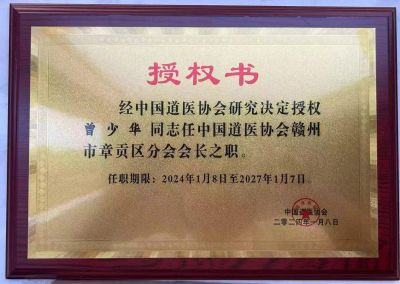 授权书
经中国道医协会研究决定授权
曾少华同志任中国道医协会赣州
市章贡区分会会长之职。
任职期限：2024年1月8日至2027年1月7日。
中国道医协会
二零二四年一月八日